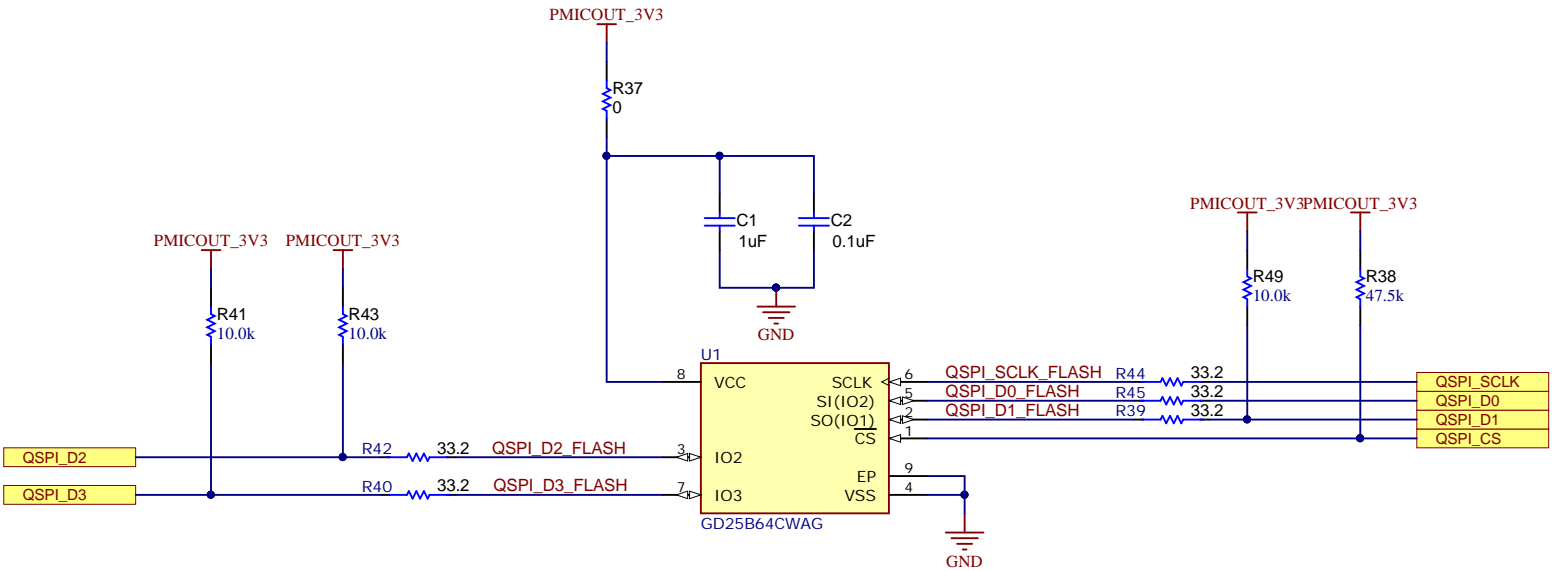 PMICOUT_3V3
R37
0
C1
1uF
C2
0.1uF
GND
PMICOUT_3V3
PMICOUT_3V3
R41
10.0k
R43
10.0k
PMICOUT_3V3
PMICOUT_3V3
R49
10.0k
R38
47.5k
U1
8
VCC
SCLK
6
QSPI_SCLK_FLASH
R44
33.2
QSPI_SCLK
SI(IO2)
5
QSPI_D0_FLASH
R45
33.2
QSPI_D0
SO(IO1)
2
QSPI_D1_FLASH
R39
33.2
QSPI_D1
CS
1
QSPI_CS
QSPI_D2
R42
33.2
QSPI_D2_FLASH
3
IO2
EP
9
QSPI_D3
R40
33.2
QSPI_D3_FLASH
7
IO3
VSS
4
GD25B64CWAG
GND